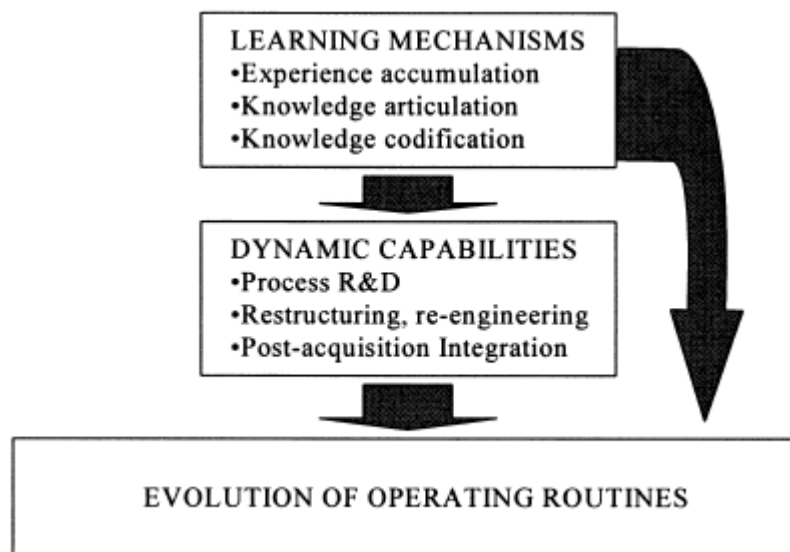 LEARNING MECHANISMS
•Experience accumulation
•Knowledge articulation
•Knowledge codification
DYNAMIC CAPABILITIES
•Process R&D
•Restructuring, re-engineering
•Post-acquisition Integration
EVOLUTION OF OPERATING ROUTINES